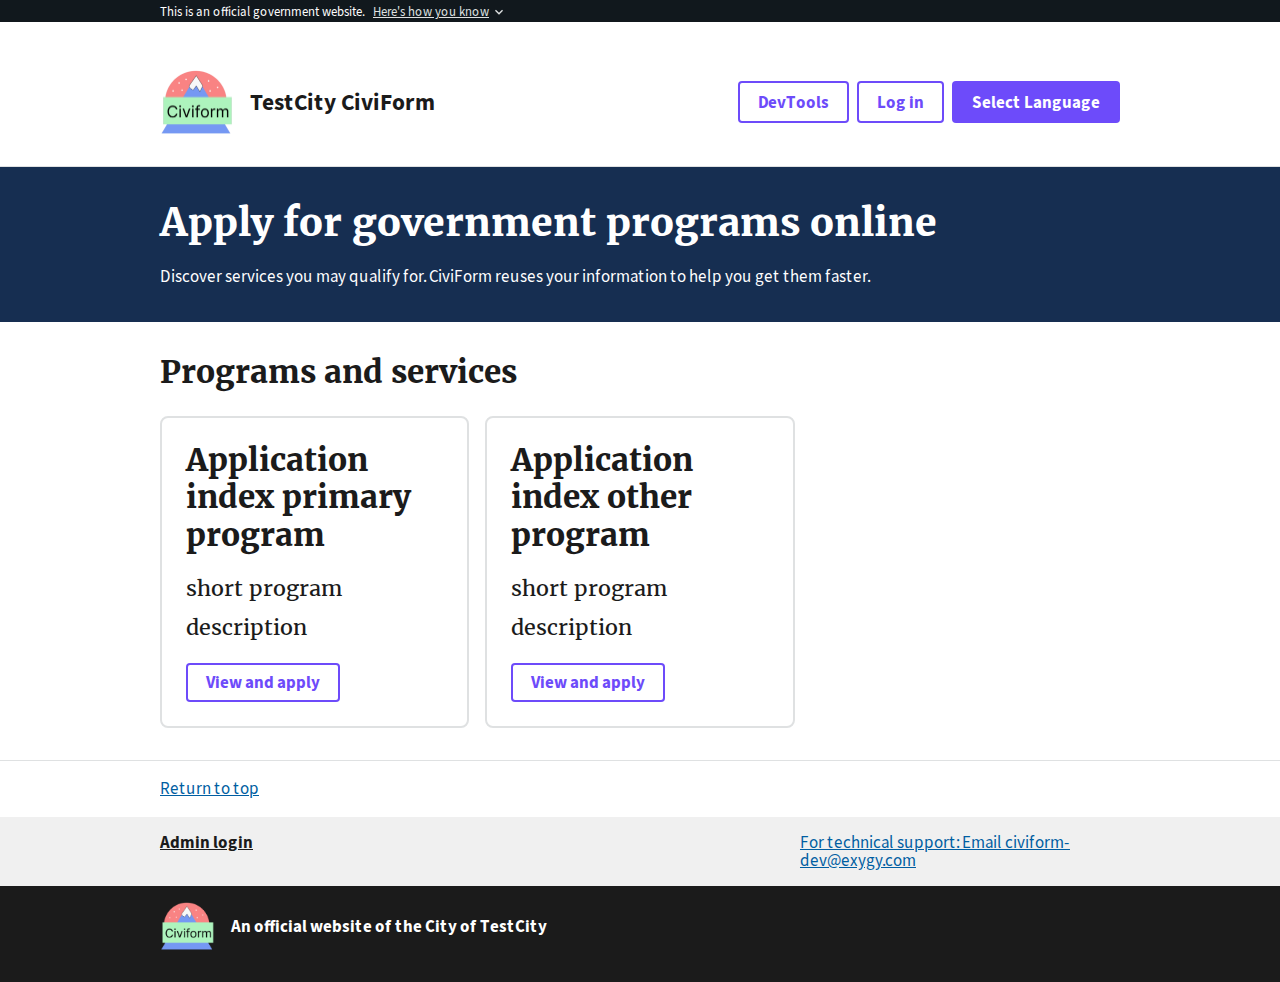 This is an official government website. Here's how you know
Civiform
TestCity CiviForm
DevTools
Log in
Select Language
Apply for government programs online
Discover services you may qualify for. CiviForm reuses your information to help you get them faster.
Programs and services
Application
index primary
program
short program
description
View and apply
Application
index other
program
short program
description
View and apply
Return to top
Admin login
For technical support: Email civiform-
dev@exygy.com
Civiform
An official website of the City of TestCity